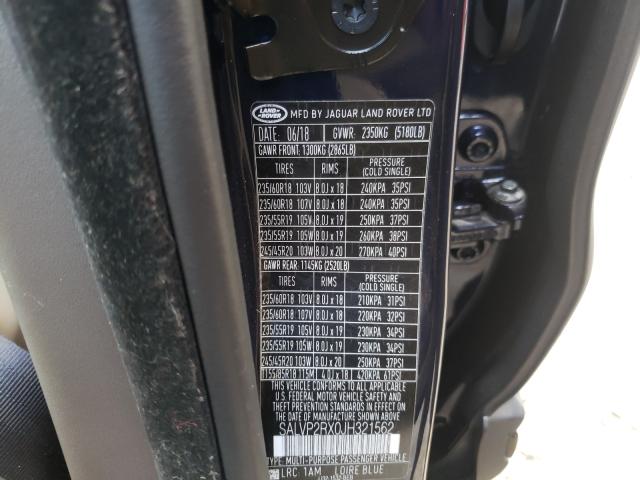 LAND ROVER MFD BY JAGUAR LAND ROVER LTD
DATE: 06/18 GVWR: 2350KG (5180LB)
GAWR FRONT: 1300KG (2865LB)
TIRES RIMS PRESSURE (COLD SINGLE)
235/60R18 103V 8.0J x 18 240KPA 35PSI
235/60R18 107V 8.0J x 18 240KPA 35PSI
235/55R19 105V 8.0J x 19 250KPA 37PSI
235/55R19 105W 8.0J x 19 260KPA 38PSI
245/45R20 103W 8.0J x 20 270KPA 40PSI
GAWR REAR: 1145KG (2520LB)
TIRES RIMS PRESSURE (COLD SINGLE)
235/60R18 103V 8.0J x 18 210KPA 31PSI
235/60R18 107V 8.0J x 18 220KPA 32PSI
235/55R19 105V 8.0J x 19 230KPA 34PSI
235/55R19 105W 8.0J x 19 230KPA 34PSI
245/45R20 103W 8.0J x 20 250KPA 37PSI
T155/85R18 115M 4.0J x 18 420KPA 61PSI
THIS VEHICLE CONFORMS TO ALL APPLICABLE
U.S. FEDERAL MOTOR VEHICLE SAFETY
STANDARDS IN EFFECT ON THE
DATE OF MANUFACTURE SHOWN ABOVE.
SALVP2RX0JH321562
TYPE: MULTI-PURPOSE PASSENGER VEHICLE
LRC 1AM LOIRE BLUE